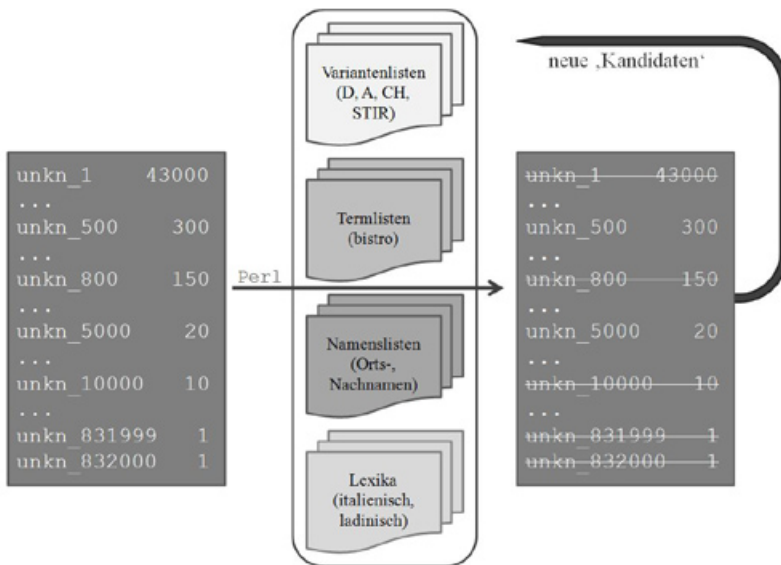 unkn_1 43000
...
unkn_500 300
...
unkn_800 150
...
unkn_5000 20
...
unkn_10000 10
...
unkn_831999 1
unkn_832000 1
Perl
Variantenlisten
(D, A, CH,
STIR)
Termlisten
(bistro)
Namenslisten
(Orts-,
Nachnamen)
Lexika
(italienisch,
ladinisch)
neue ‚Kandidaten‘
unkn_1 43000
...
unkn_500 300
...
unkn_800 150
...
unkn_5000 20
...
unkn_10000 10
...
unkn_831999 1
unkn_832000 1